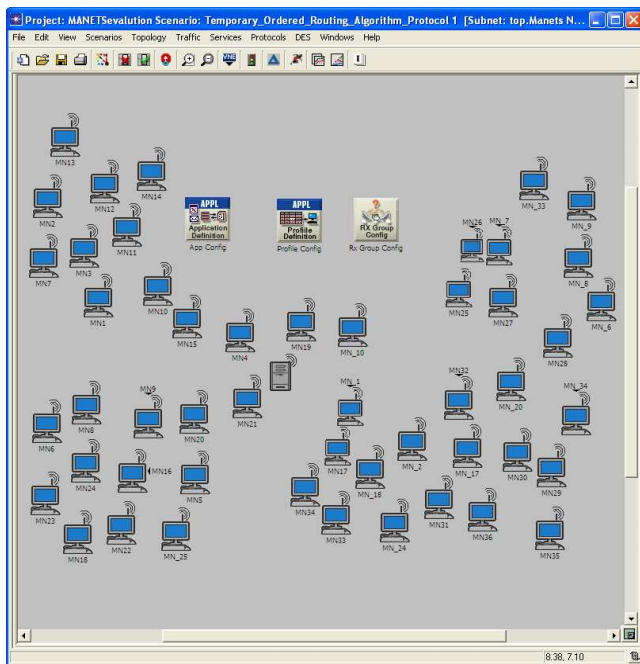 Project: MANETSevalution Scenario: Temporary_Ordered_Routing_Algorithm_Protocol 1 [Subnet: top.Manets N...
File Edit View Scenarios Topology Traffic Services Protocols DES Windows Help
MN13
MN14
MN12
MN2
MN11
MN3
MN7
MN10
MN1
MN15
APPL
Application
Definition
App Config
APPL
Profile
Definition
Profile Config
RX Group
Config
Rx Group Config
MN_33
MN_9
MN26
MN_7
MN_8
MN25
MN27
MN_6
MN4
MN19
MN_10
MN28
MN9
MN21
MN_1
MN32
MN_20
MN_34
MN8
MN20
MN6
MN16
MN24
MN5
MN17
MN_2
MN_17
MN30
MN_18
MN29
MN23
MN34
MN31
MN22
MN18
MN_25
MN33
MN_24
MN36
MN35
8.38, 7.10